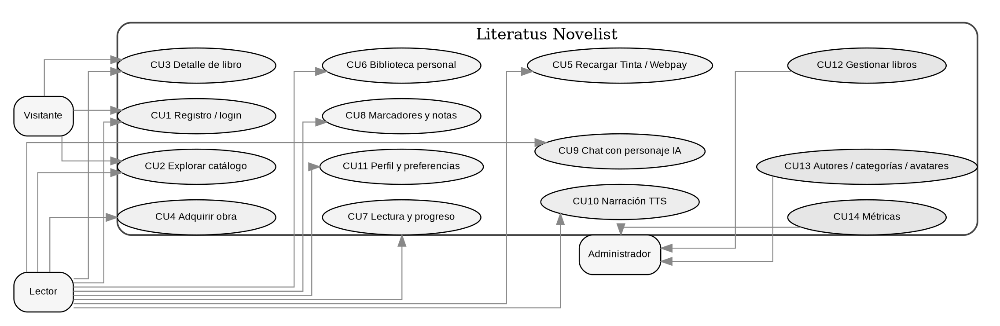 Literatus Novelist
CU3 Detalle de libro
CU6 Biblioteca personal
CU5 Recargar Tinta / Webpay
CU12 Gestionar libros
Visitante
CU1 Registro / login
CU8 Marcadores y notas
CU9 Chat con personaje IA
CU2 Explorar catálogo
CU11 Perfil y preferencias
CU13 Autores / categorías / avatares
CU10 Narración TTS
CU4 Adquirir obra
CU7 Lectura y progreso
CU14 Métricas
Administrador
Lector